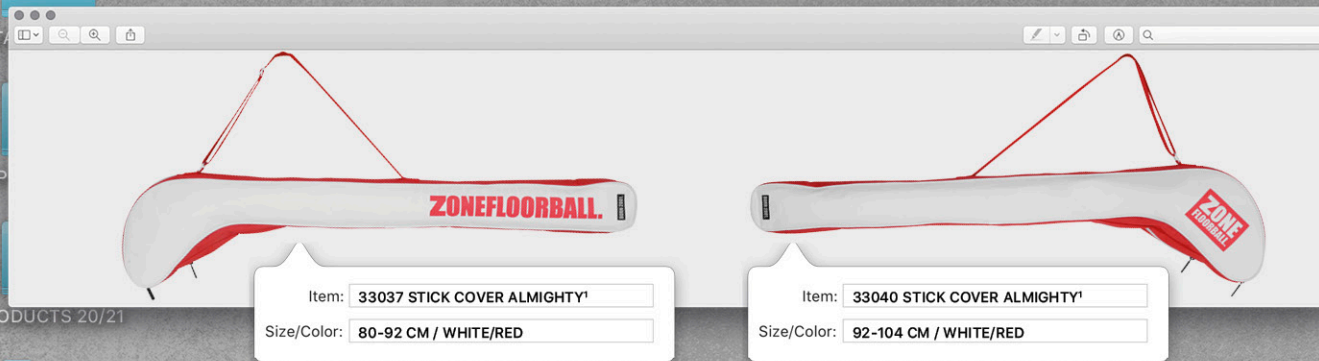 ZONEFLOORBALL.
ZONE
FLOORBALL.
Item: 33037 STICK COVER ALMIGHTY¹
Size/Color: 80-92 CM / WHITE/RED
Item: 33040 STICK COVER ALMIGHTY¹
Size/Color: 92-104 CM / WHITE/RED
ODUCTS 20/21